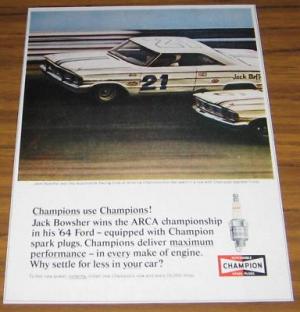 21
Jack Bo
Champions use Champions!
Jack Bowsher wins the ARCA championship
in his '64 Ford – equipped with Champion
spark plugs. Champions deliver maximum
performance – in every make of engine.
Why settle for less in your car?
CHAMPION